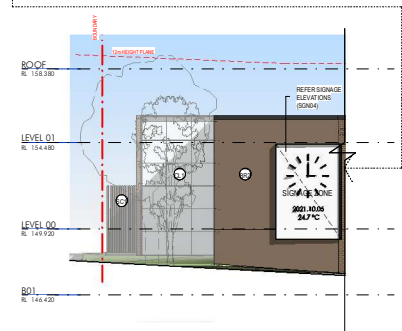 BOUNDARY
12m HEIGHT PLANE
ROOF
RL 158.380
REFER SIGNAGE
ELEVATIONS
(SGN04)
LEVEL 01
RL 154.480
BR2
SIGNAGE ZONE
2021.10.05
24.7 °C
LEVEL 00
RL 149.920
B01
RL 146.420